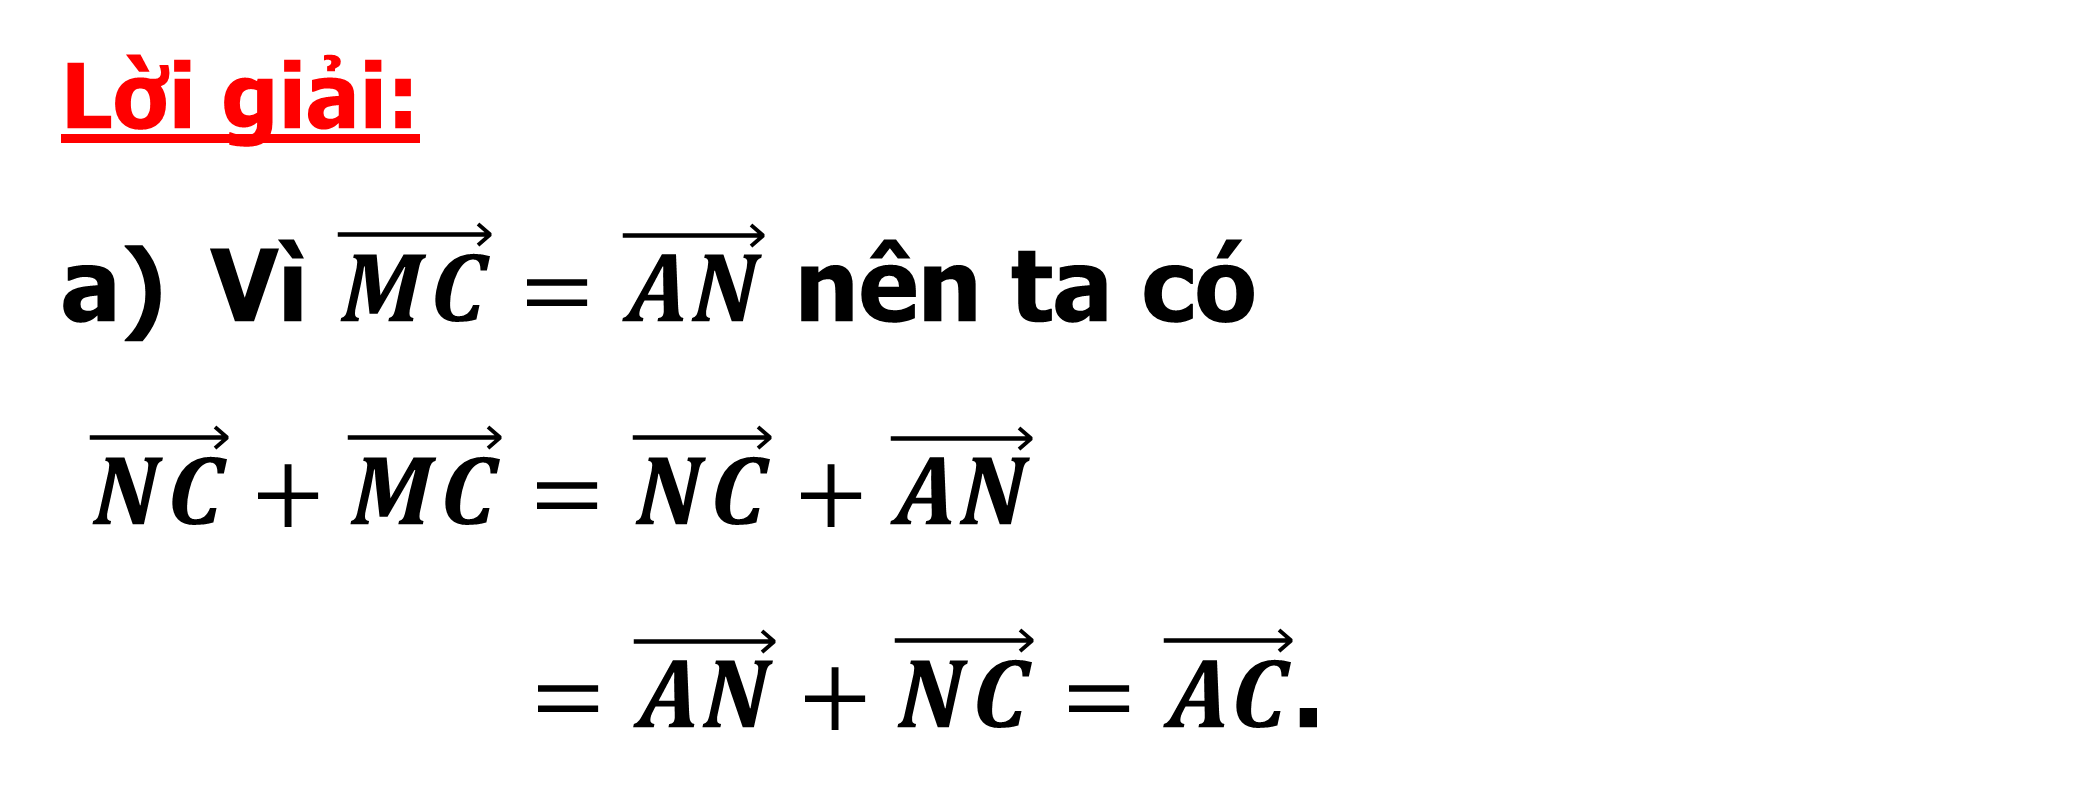 Lời giải:
a) Vì $\overrightarrow{MC} = \overrightarrow{AN}$ nên ta có
$\overrightarrow{NC} + \overrightarrow{MC} = \overrightarrow{NC} + \overrightarrow{AN}$
$= \overrightarrow{AN} + \overrightarrow{NC} = \overrightarrow{AC}$.